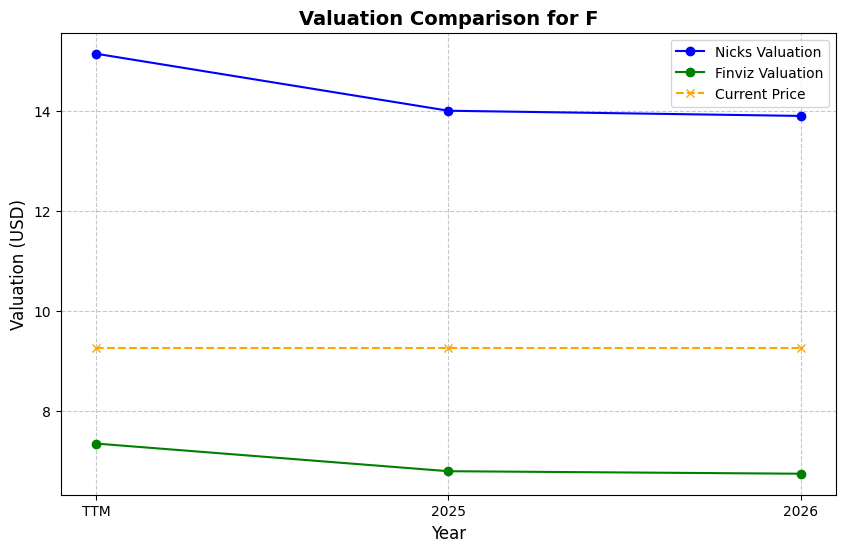 Valuation Comparison for F
Nicks Valuation
Finviz Valuation
Current Price
Valuation (USD)
14
12
10
8
TTM
2025
2026
Year